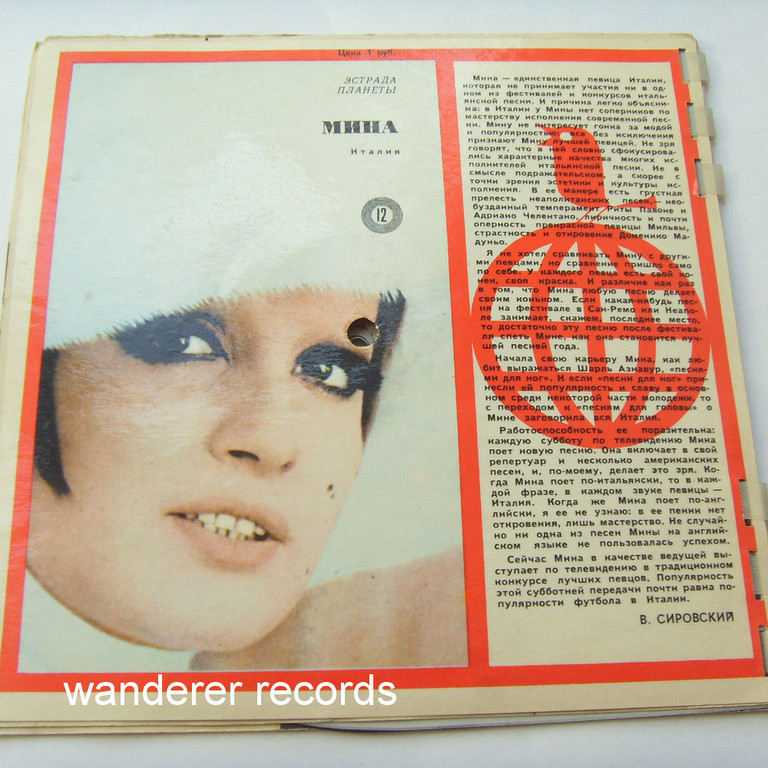 Цена 1 руб.
ЭСТРАДА
ПЛАНЕТЫ
МИНА
Италия
12
Мина — единственная певица Италии,
которая не принимает участия ни в од-
ном из фестивалей и конкурсов италь-
янской песни. И причина легко объясни-
ма: в Италии у Мины нет соперников по
мастерству исполнения современной пес-
ни. Мину не интересует гонка за модой
и популярностью: все без исключения
признают Мину лучшей певицей. Не зря
говорят, что в ней словно сфокусирова-
лись характерные качества многих ис-
полнителей итальянской песни. Не в
смысле подражательском, а скорее с
точки зрения эстетики и культуры ис-
полнения. В ее манере есть грустная
прелесть неаполитанских песен,— нео-
бузданный темперамент Риты Павоне и
Адриано Челентано, лиричность и почти
оперность прекрасной певицы Мильвы,
страстность и откровение Доменико Ма-
дуньо.
Я не хотел сравнивать Мину с други-
ми певцами, но сравнение пришло само
по себе. У каждого певца есть свой ко-
нек, своя краска. И различие как раз
в том, что Мина любую песню делает
своим коньком. Если какая-нибудь пес-
ня на фестивале в Сан-Ремо или Неапо-
ле занимает, скажем, последнее место,
то достаточно эту песню после фестива-
ля спеть Мине, как она становится луч-
шей песней года.
Начала свою карьеру Мина, как лю-
бит выражаться Шарль Азнавур, «песня-
ми для ног». И если «песни для ног» при-
несли ей популярность и славу в основ-
ном среди некоторой части молодежи, то
с переходом к «песням для головы» о
Мине заговорила вся Италия.
Работоспособность ее поразительна:
каждую субботу по телевидению Мина
поет новую песню. Она включает в свой
репертуар и несколько американских
песен, и, по-моему, делает это зря. Ко-
гда Мина поет по-итальянски, то в каж-
дой фразе, в каждом звуке певицы —
Италия. Когда же Мина поет по-анг-
лийски, я ее не узнаю: в ее пении нет
откровения, лишь мастерство. Не случай-
но ни одна из песен Мины на англий-
ском языке не пользовалась успехом.
Сейчас Мина в качестве ведущей вы-
ступает по телевидению в традиционном
конкурсе лучших певцов. Популярность
этой субботней передачи почти равна по-
пулярности футбола в Италии.
В. СИРОВСКИЙ
wanderer records